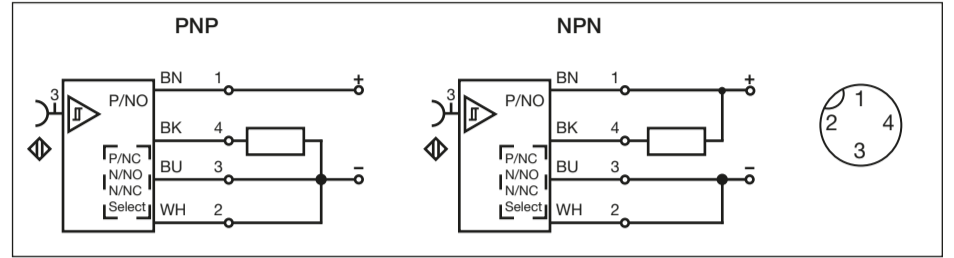 PNP
NPN
3
P/NO
P/NC
N/NO
N/NC
Select
BN 1
+
BK 4
BU 3
–
WH 2
3
P/NO
P/NC
N/NO
N/NC
Select
BN 1
+
BK 4
BU 3
–
WH 2
1
2 4
3